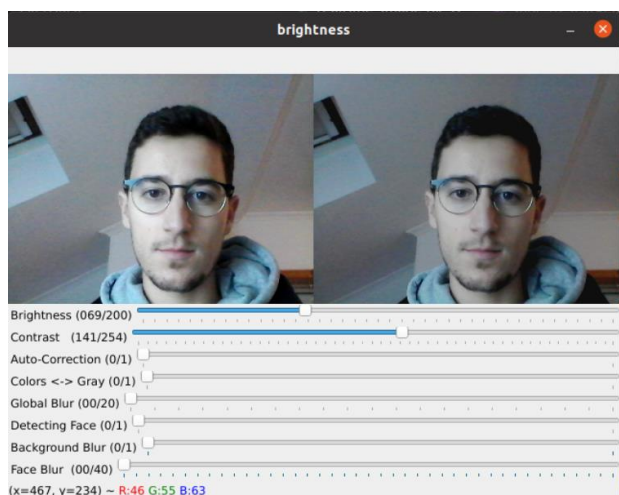 brightness
Brightness (069/200)
Contrast (141/254)
Auto-Correction (0/1)
Colors <-> Gray (0/1)
Global Blur (00/20)
Detecting Face (0/1)
Background Blur (0/1)
Face Blur (00/40)
(x=467, y=234) ~ R:46 G:55 B:63